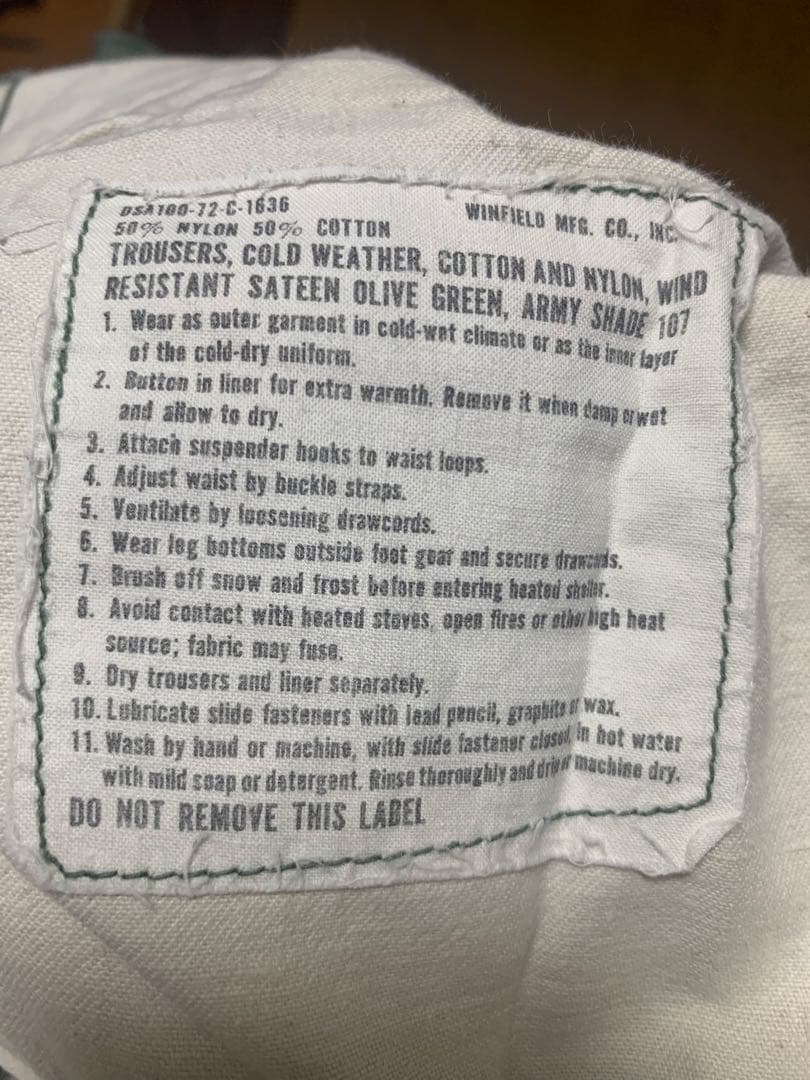 DSA100-72-C-1636 WINFIELD MFG. CO., INC.
50% NYLON 50% COTTON
TROUSERS, COLD WEATHER, COTTON AND NYLON, WIND
RESISTANT SATEEN OLIVE GREEN, ARMY SHADE 107
1. Wear as outer garment in cold-wet climate or as the inner layer
of the cold-dry uniform.
2. Button in liner for extra warmth. Remove it when damp or wet
and allow to dry.
3. Attach suspender hooks to waist loops.
4. Adjust waist by buckle straps.
5. Ventilate by loosening drawcords.
6. Wear leg bottoms outside foot gear and secure drawcords.
7. Brush off snow and frost before entering heated shelter.
8. Avoid contact with heated stoves, open fires or other high heat
source; fabric may fuse.
9. Dry trousers and liner separately.
10. Lubricate slide fasteners with lead pencil, graphite or wax.
11. Wash by hand or machine, with slide fastener closed, in hot water
with mild soap or detergent. Rinse thoroughly and drip or machine dry.
DO NOT REMOVE THIS LABEL